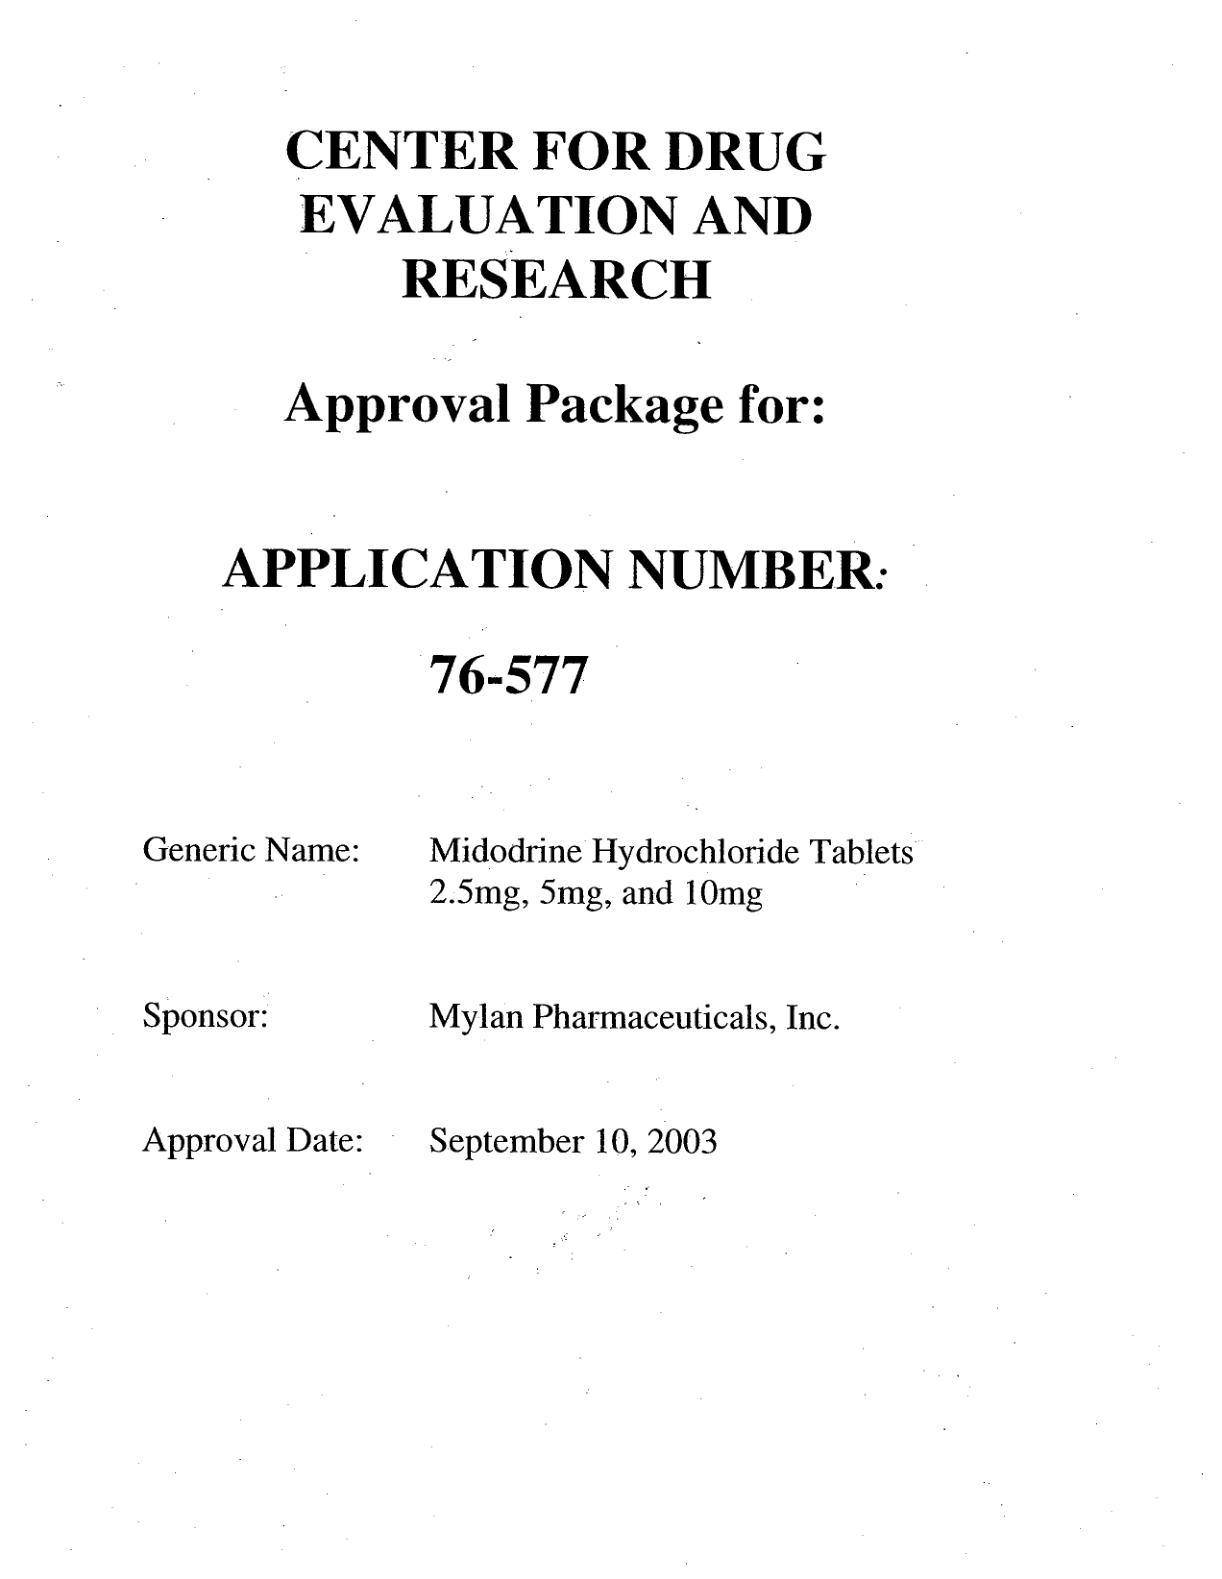 CENTER FOR DRUG
EVALUATION AND
RESEARCH
Approval Package for:
APPLICATION NUMBER:
76-577
Generic Name: Midodrine Hydrochloride Tablets
2.5mg, 5mg, and 10mg
Sponsor: Mylan Pharmaceuticals, Inc.
Approval Date: September 10, 2003